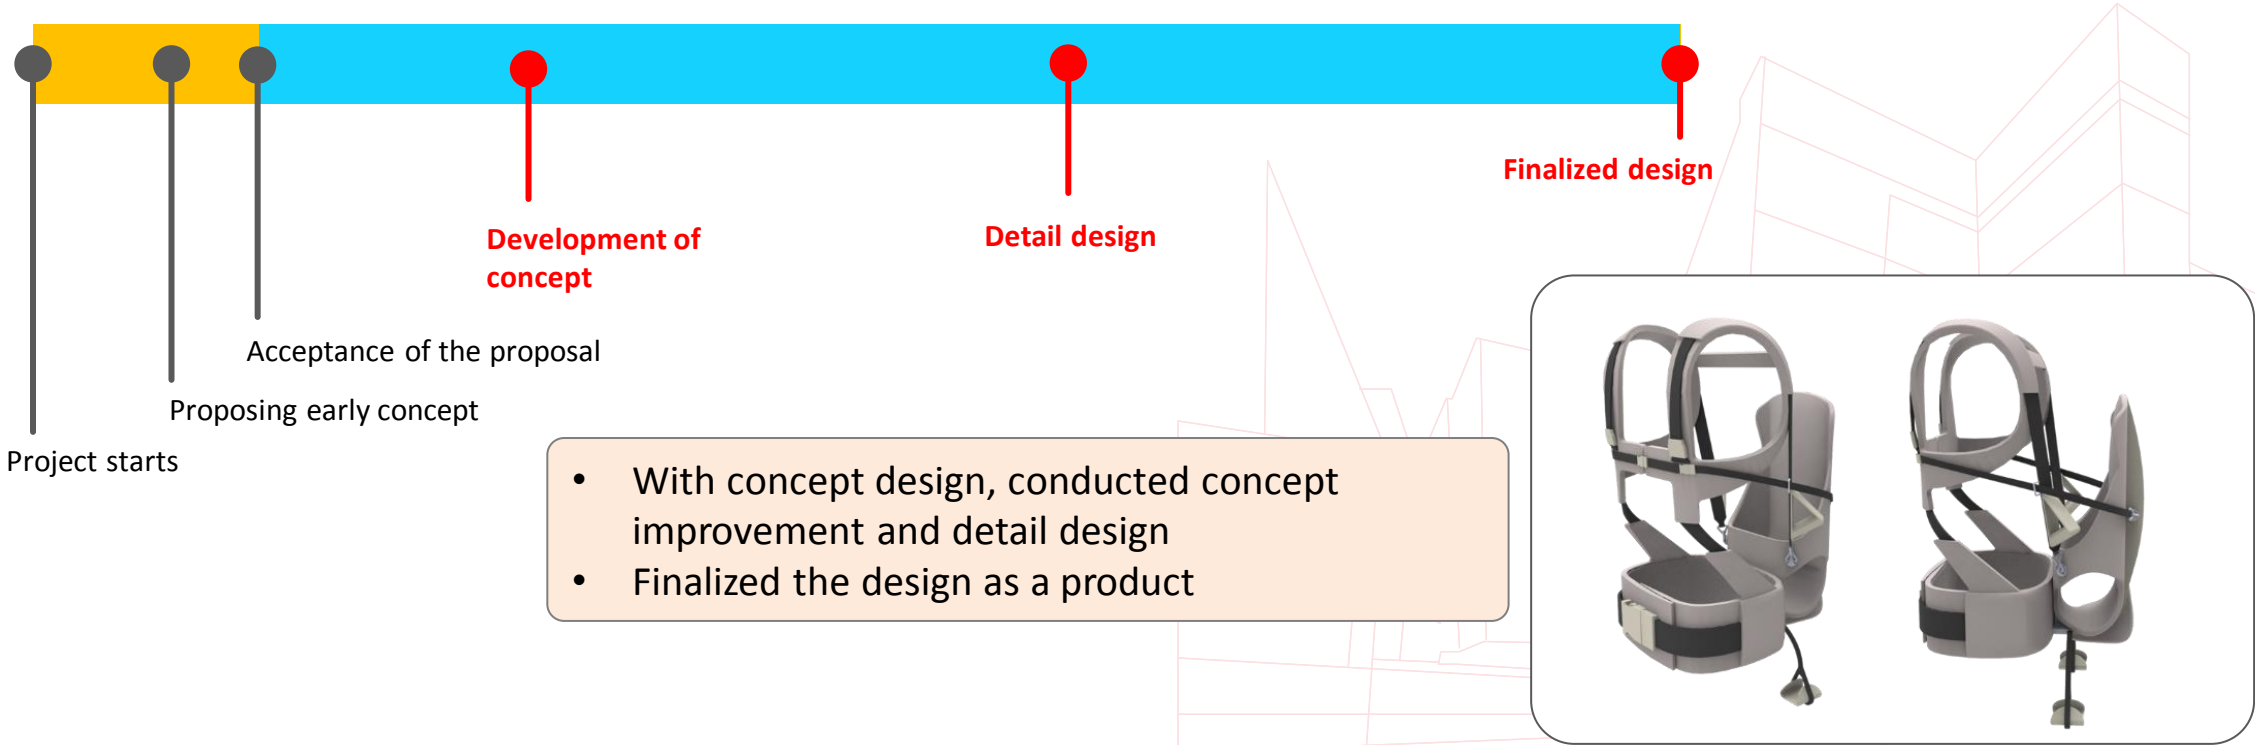 Finalized design
Development of
concept
Detail design
Acceptance of the proposal
Proposing early concept
Project starts
• With concept design, conducted concept
improvement and detail design
• Finalized the design as a product